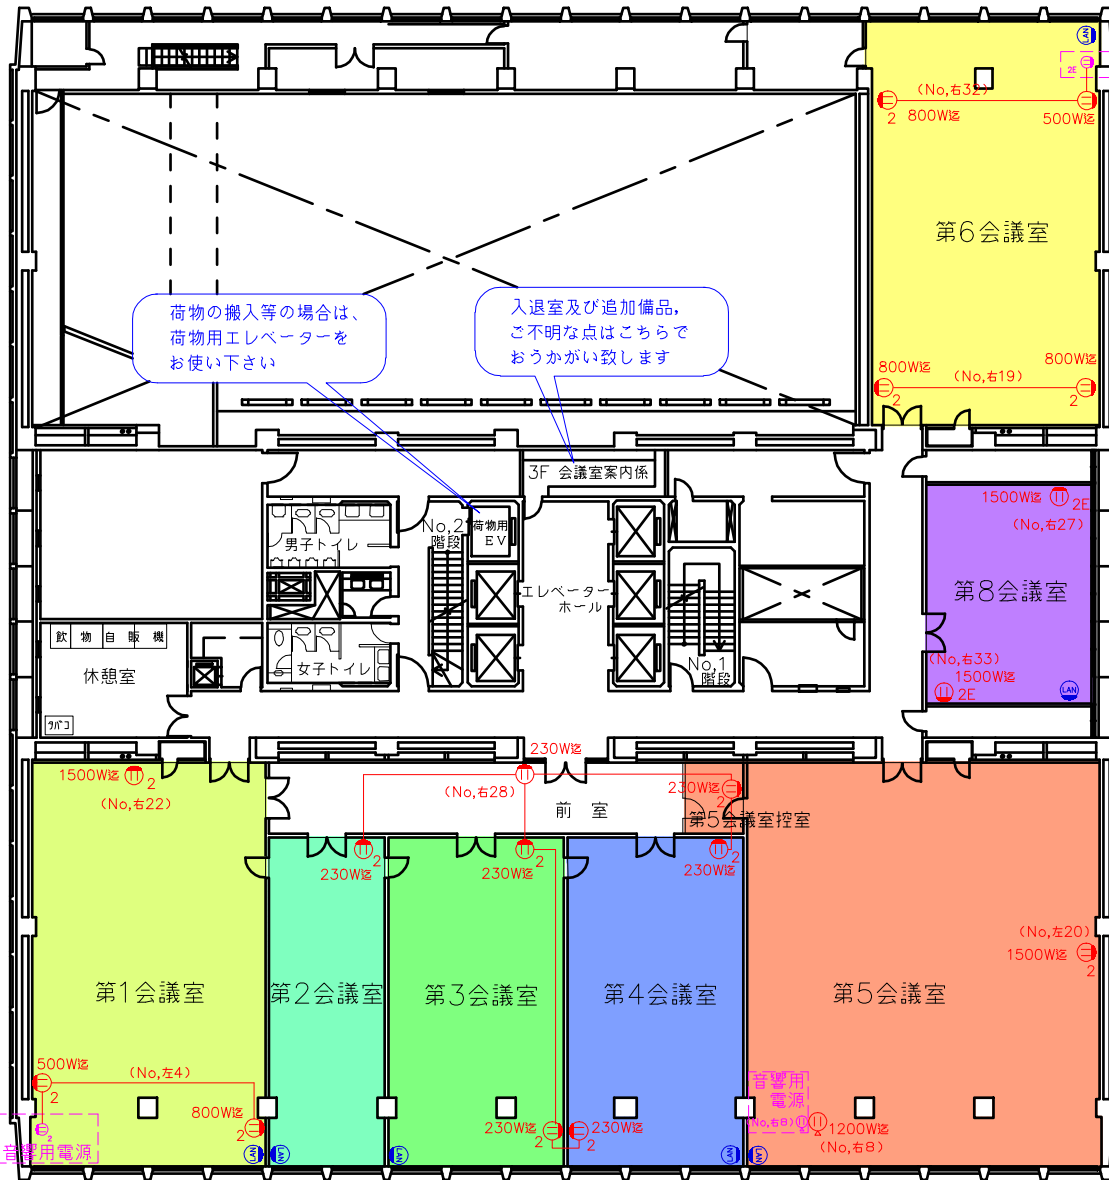 LAN
2E
(No,右32)
2
800W迄
500W迄
第6会議室
荷物の搬入等の場合は、
荷物用エレベーターを
お使い下さい
入退室及び追加備品,
ご不明な点はこちらで
おうかがい致します
800W迄
2
(No,右19)
800W迄
2
3F 会議室案内係
1500W迄
2E
(No,右27)
男子トイレ
No,2
階段
荷物用
EV
エレベーター
ホール
第8会議室
飲物自販機
休憩室
女子トイレ
No,1
階段
(No,右33)
1500W迄
2E
LAN
タバコ
1500W迄
2
(No,右22)
230W迄
(No,右28)
前室
230W迄
2
第5会議室控室
230W迄
2
230W迄
2
230W迄
2
(No,左20)
1500W迄
2
第1会議室
第2会議室
第3会議室
第4会議室
第5会議室
500W迄
2
(No,左4)
800W迄
2
2
音響用電源
230W迄
2
230W迄
2
音響用
電源
(No,右8)
1200W迄
(No,右8)
LAN
LAN
LAN
LAN
LAN